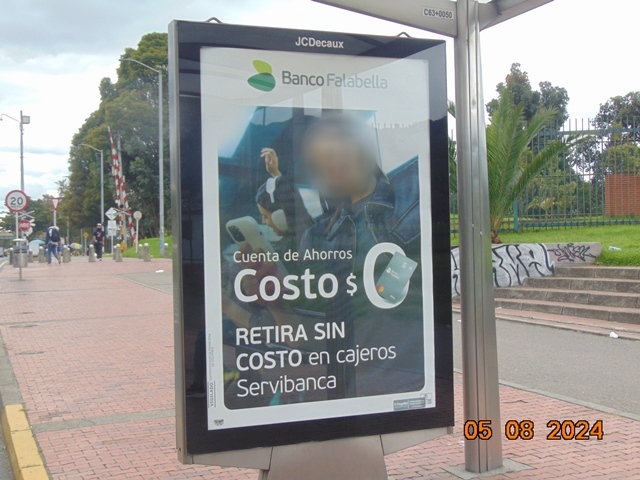 C63+0050
JCDecaux
Banco Falabella
20
Cuenta de Ahorros
Costo $0
RETIRA SIN
COSTO en cajeros
Servibanca
05 08 2024